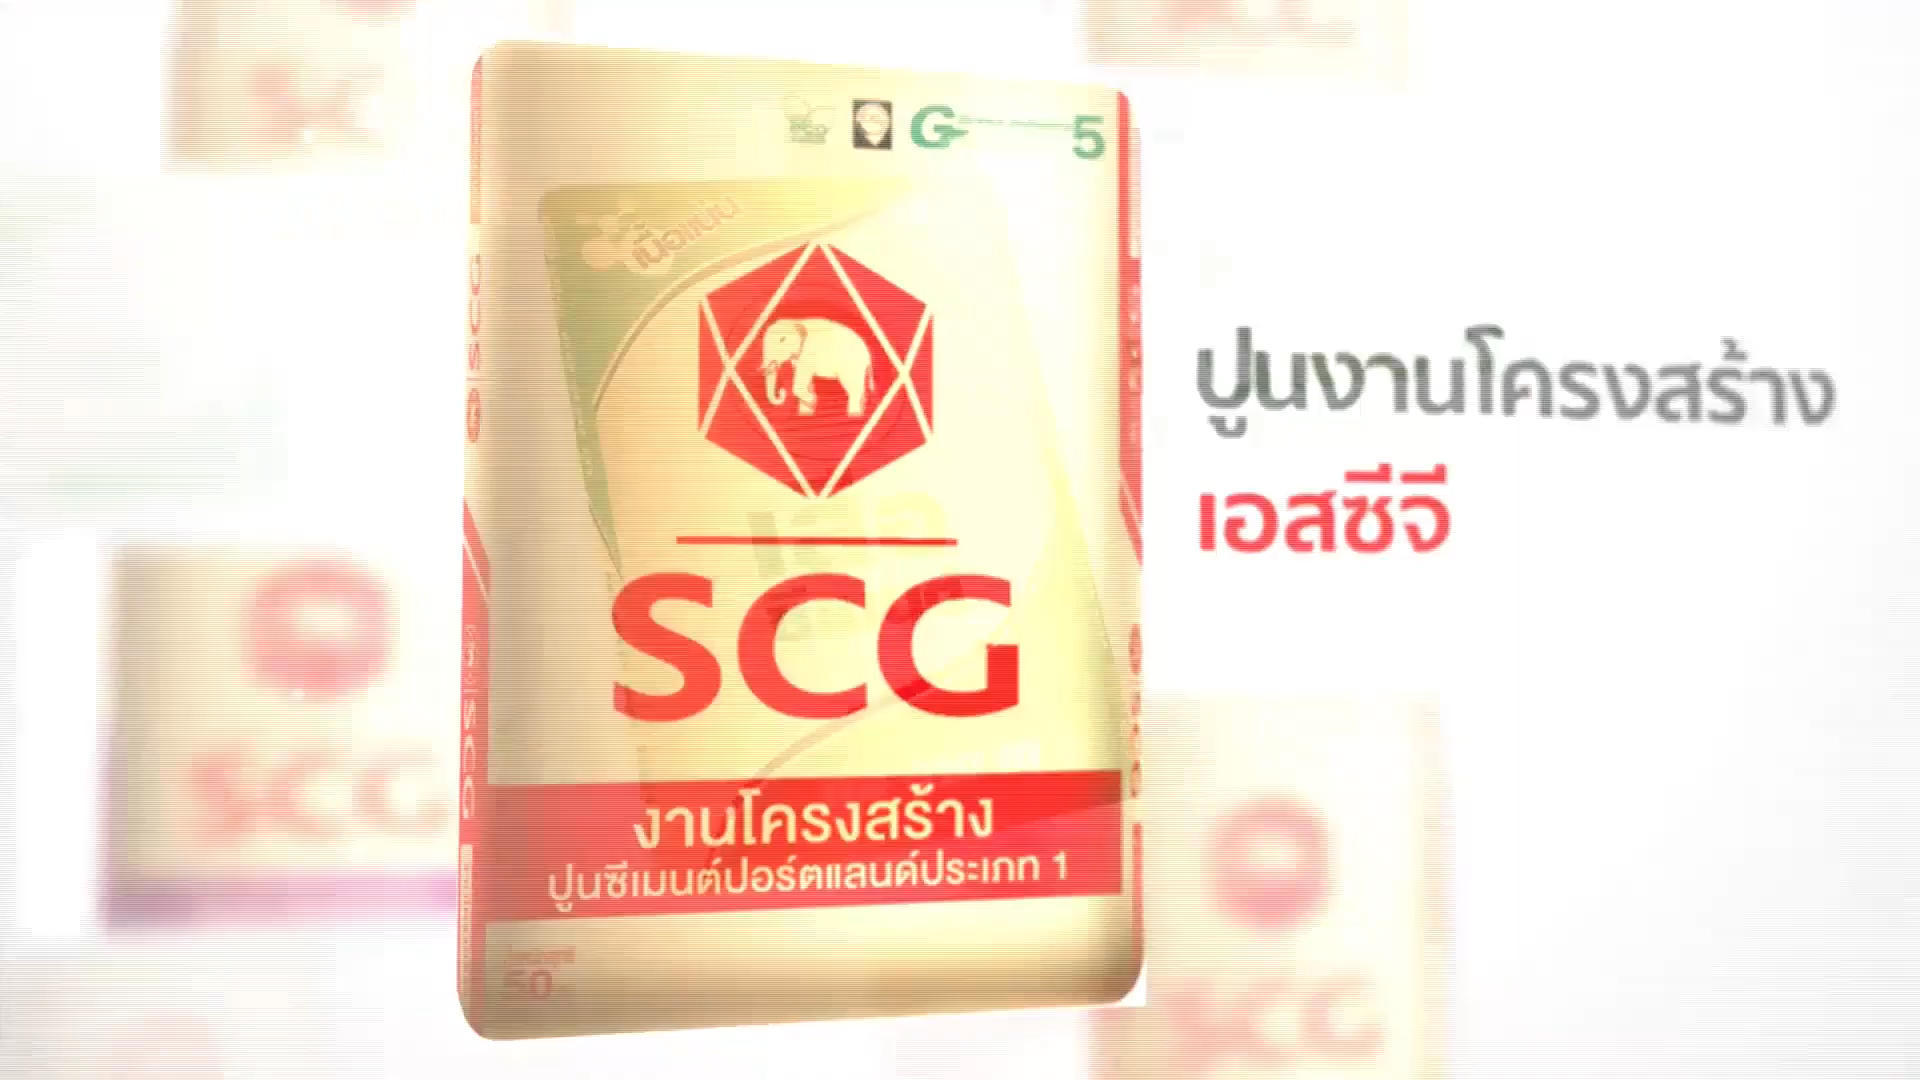 G 5
เนื้อแน่น
SCG
งานโครงสร้าง
ปูนซีเมนต์ปอร์ตแลนด์ประเภท 1
50
ปูนงานโครงสร้าง
เอสซีจี
SCG
SCG